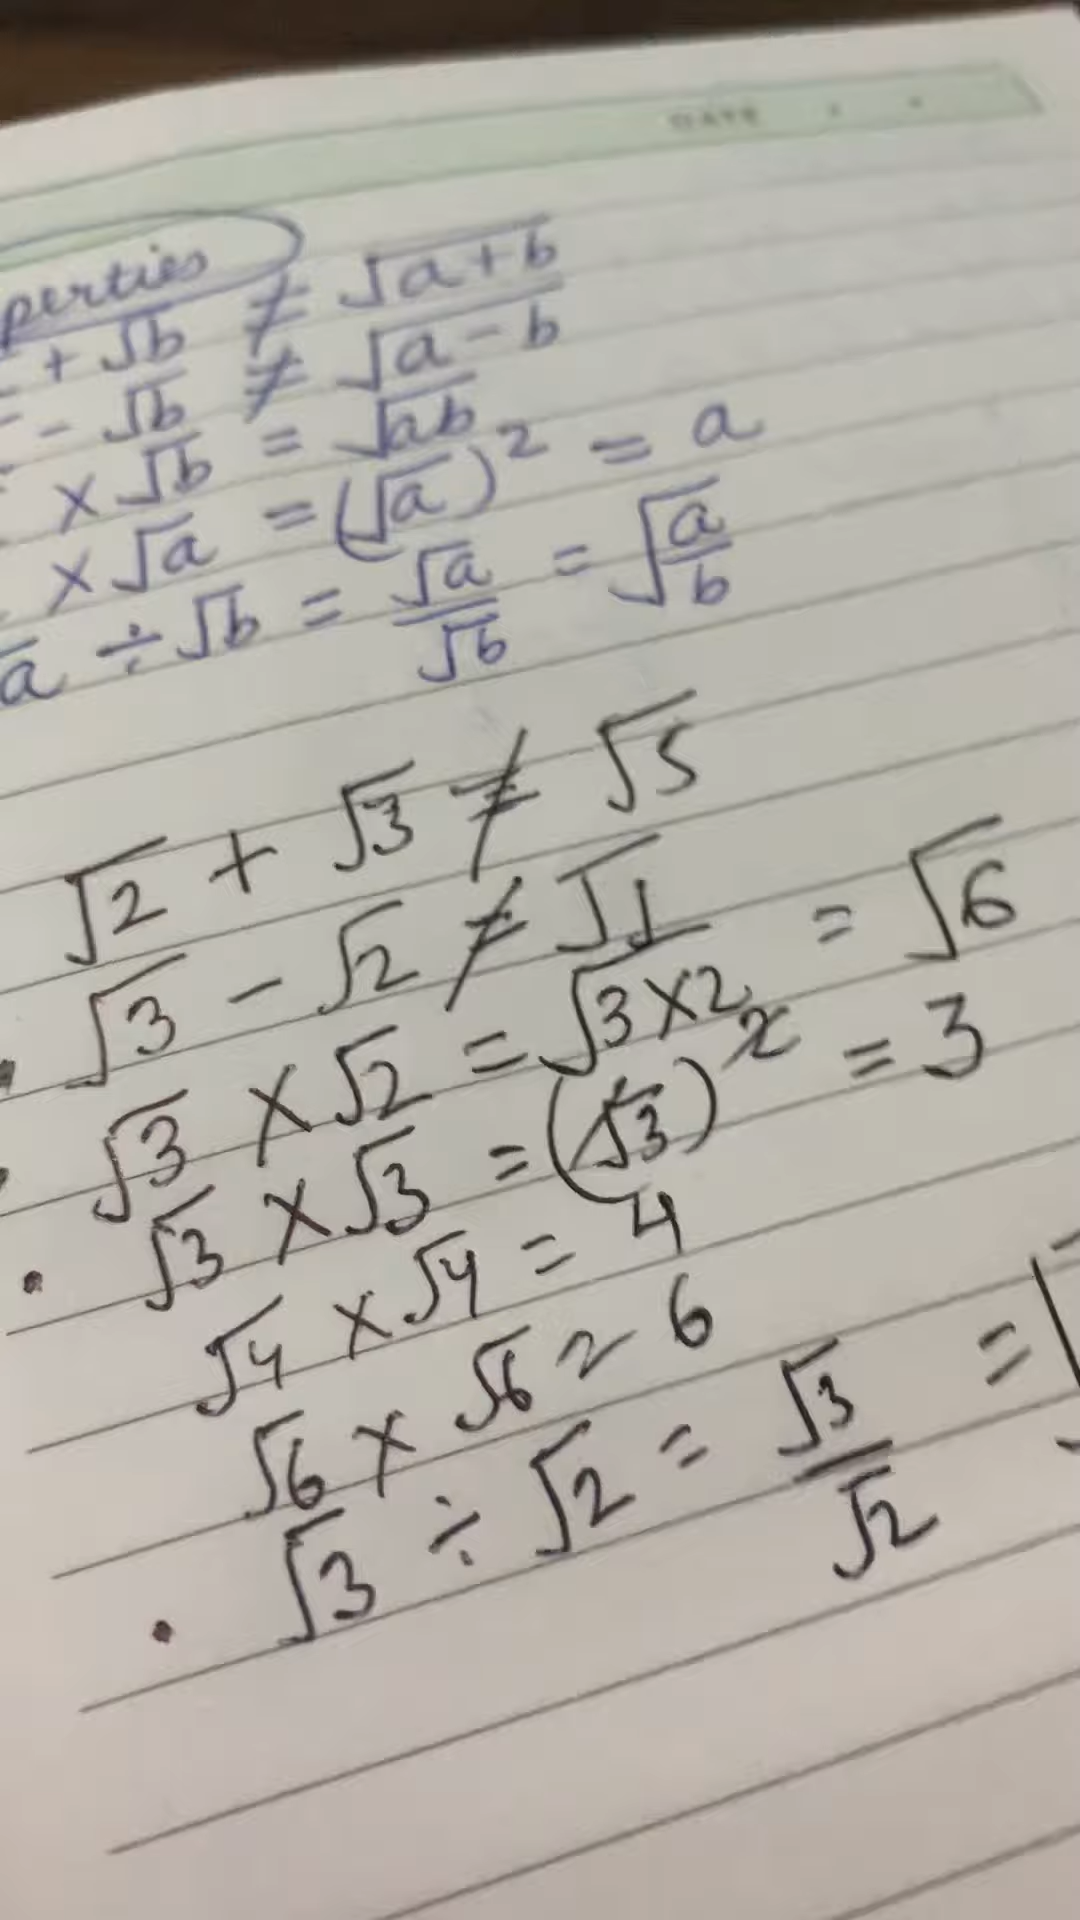 DATE
perties
+ √b ≠ √a+b
- √b ≠ √a-b
× √b = √ab
× √a = (√a)² = a
√a ÷ √b = √a/√b = √a/b
√2 + √3 ≠ √5
√3 - √2 ≠ √1
√3 × √2 = √3×2 = √6
√3 × √3 = (√3)² = 3
√4 × √4 = 4
√6 × √6 = 6
√3 ÷ √2 = √3/√2 =